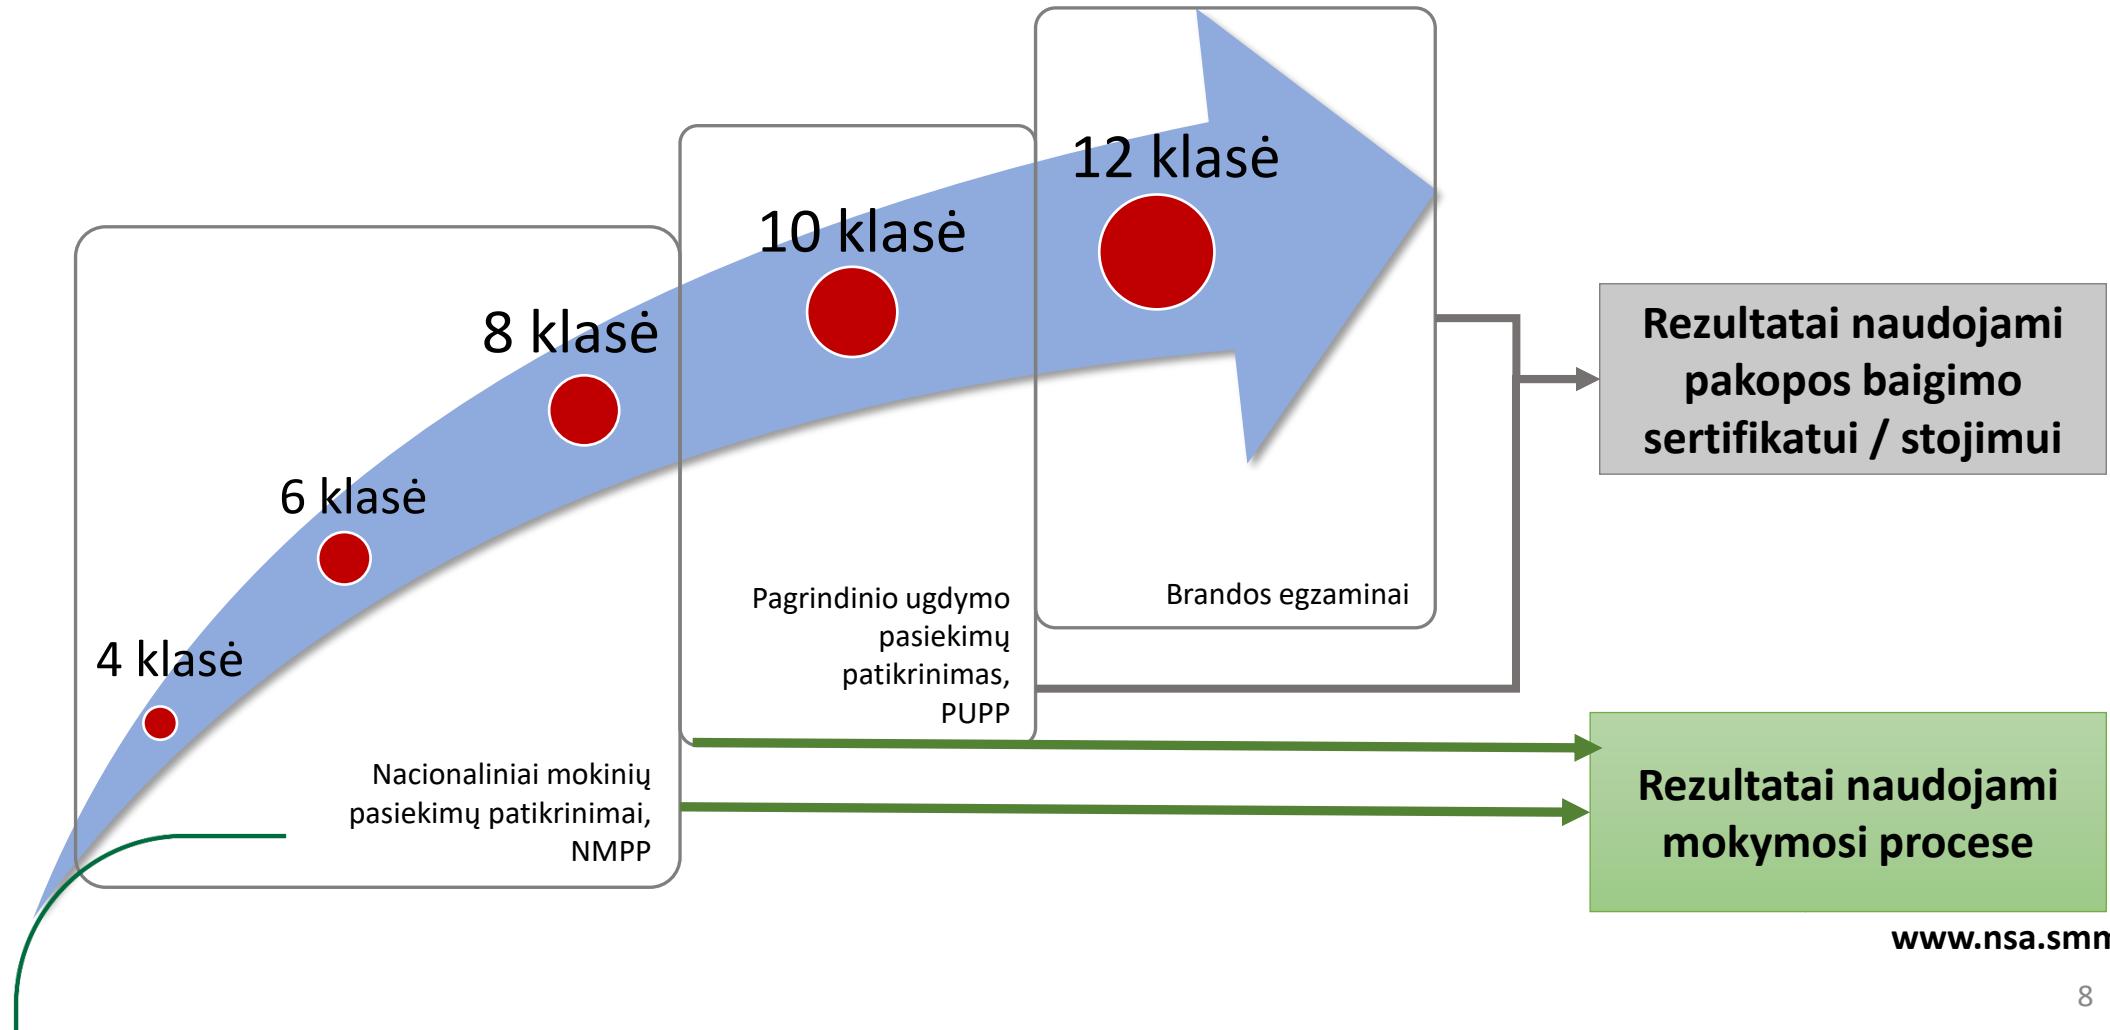 12 klasė
10 klasė
8 klasė
6 klasė
4 klasė
Nacionaliniai mokinių
pasiekimų patikrinimai,
NMPP
Pagrindinio ugdymo
pasiekimų
patikrinimas,
PUPP
Brandos egzaminai
Rezultatai naudojami
pakopos baigimo
sertifikatui / stojimui
Rezultatai naudojami
mokymosi procese
www.nsa.smm
8